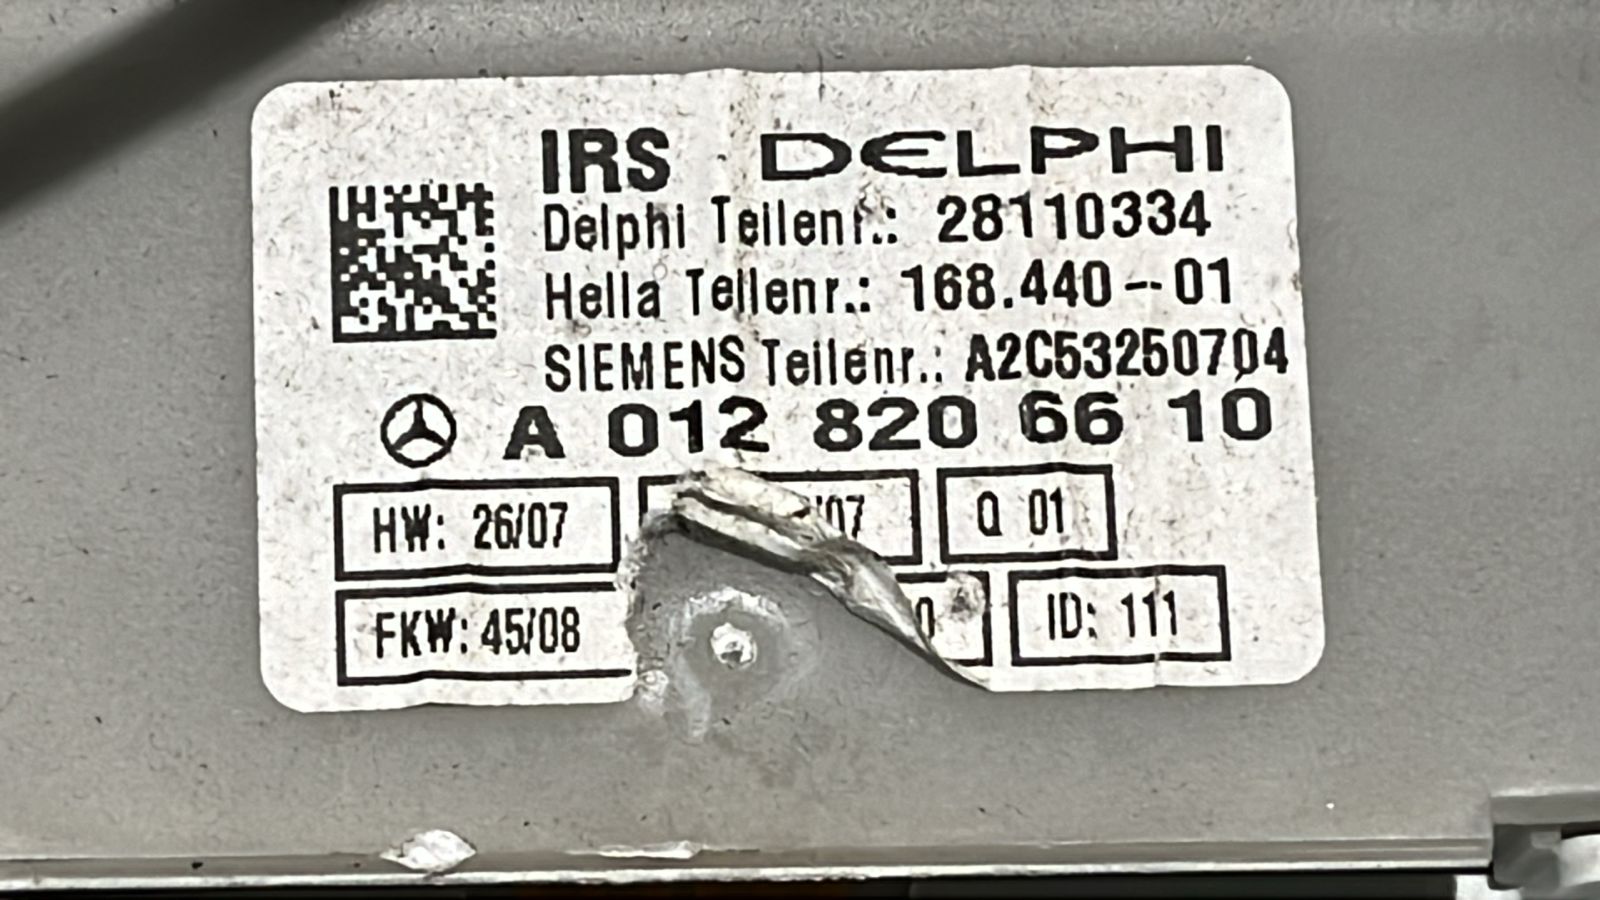 IRS DELPHI
Delphi Teilenr.: 28110334
Hella Teilenr.: 168.440-01
SIEMENS Teilenr.: A2C53250704
A 012 820 66 10
HW: 26/07 /07 Q 01
FKW: 45/08 ID: 111